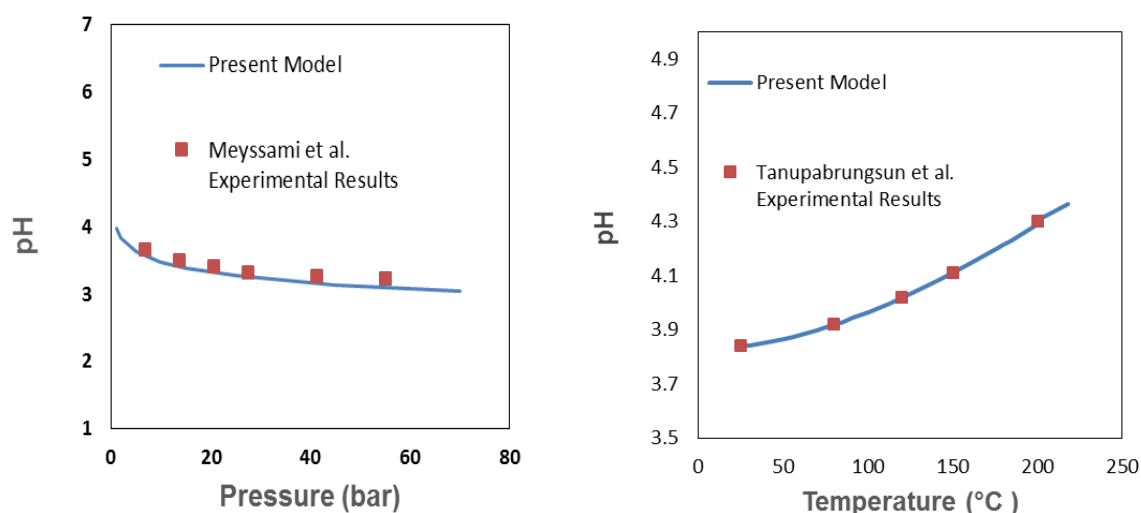 7
6
5
4
3
2
1
pH
Present Model
Meyssami et al.
Experimental Results
0 20 40 60 80
Pressure (bar)
4.9
4.7
4.5
4.3
4.1
3.9
3.7
3.5
pH
Present Model
Tanupabrungsun et al.
Experimental Results
0 50 100 150 200 250
Temperature (°C )